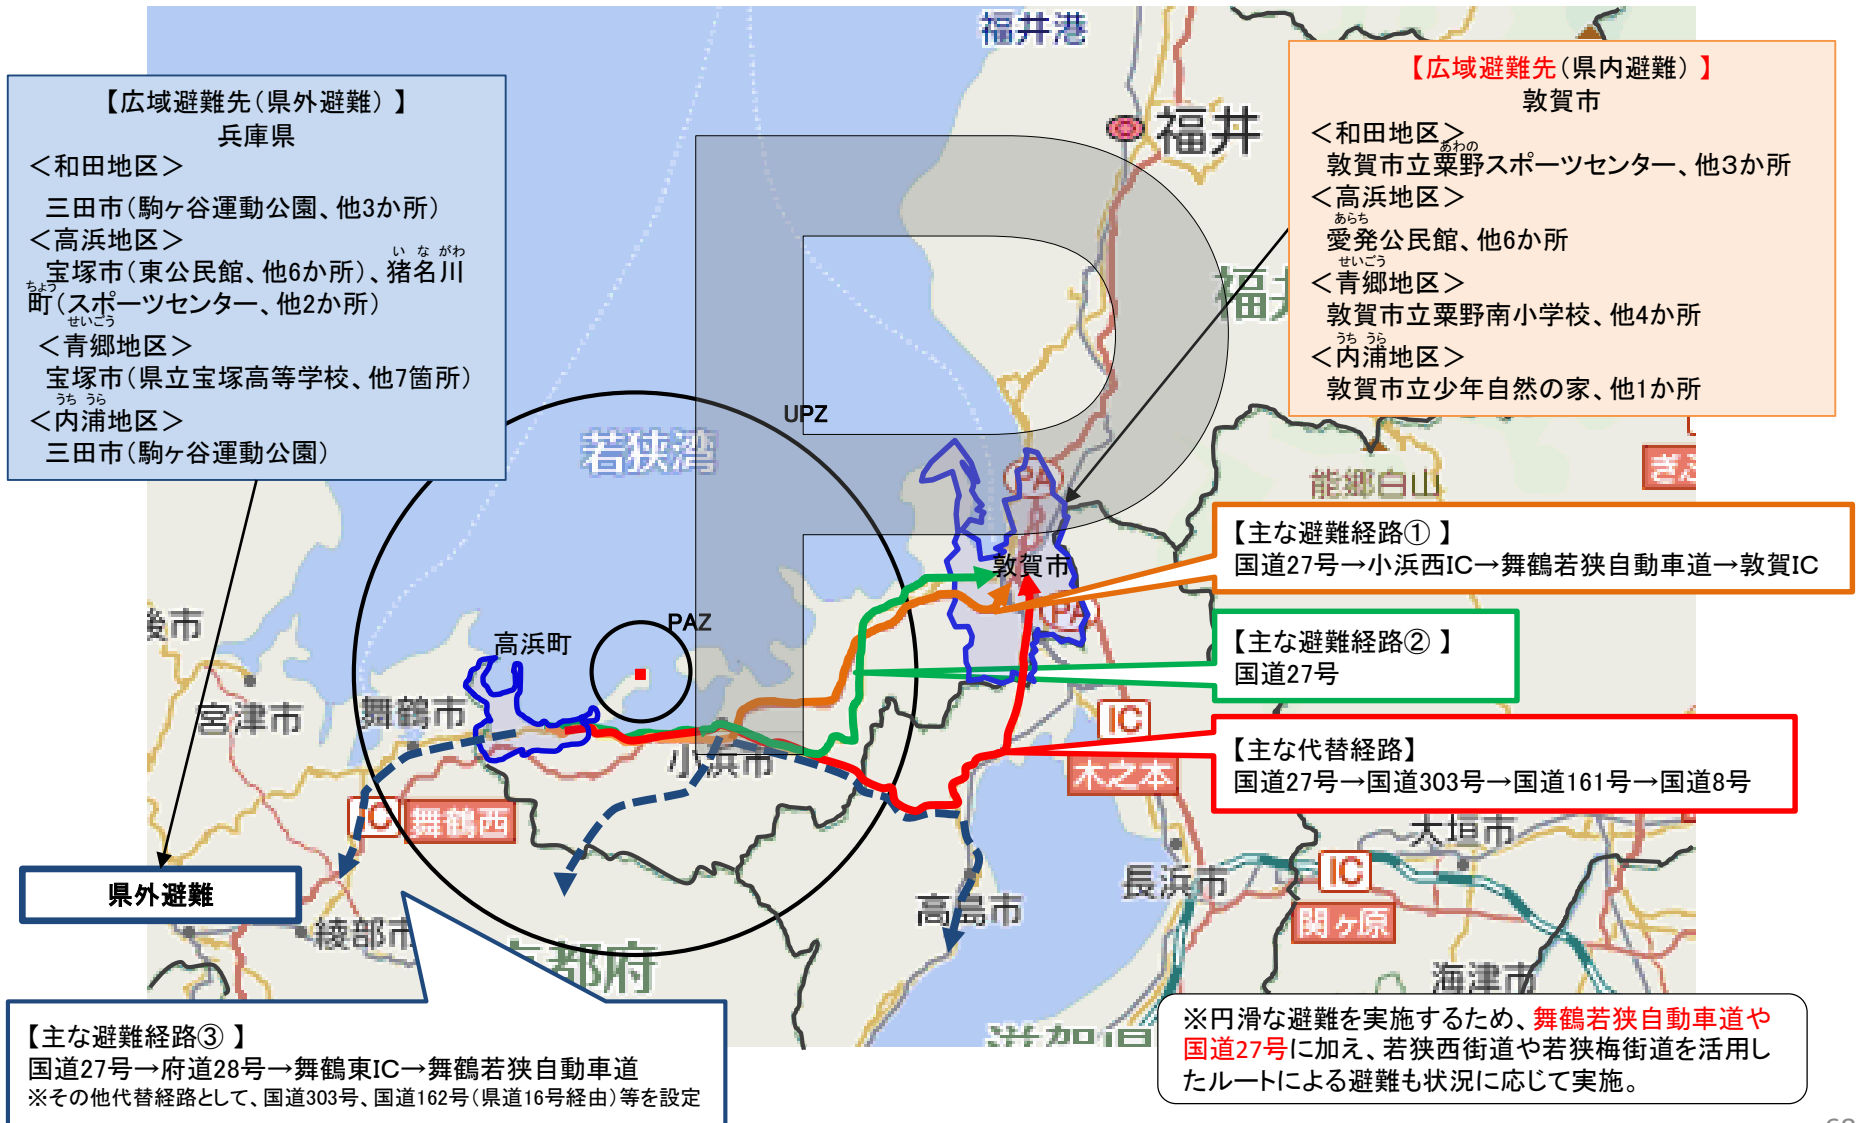 【広域避難先(県外避難) 】
兵庫県
＜和田地区＞
三田市(駒ヶ谷運動公園、他3か所)
＜高浜地区＞
い な がわ
宝塚市(東公民館、他6か所)、猪名川
ちょう
町(スポーツセンター、他2か所)
せいごう
＜青郷地区＞
宝塚市(県立宝塚高等学校、他7箇所)
うち うら
＜内浦地区＞
三田市(駒ヶ谷運動公園)
【広域避難先(県内避難) 】
敦賀市
＜和田地区＞
あわの
敦賀市立粟野スポーツセンター、他３か所
＜高浜地区＞
あらち
愛発公民館、他6か所
せいごう
＜青郷地区＞
敦賀市立粟野南小学校、他4か所
うち うら
＜内浦地区＞
敦賀市立少年自然の家、他1か所
福井港
福井
福井
UPZ
若狭湾
PA
能郷白山
ぎふ
敦賀市
PA
PAZ
高浜町
後市
宮津市
舞鶴市
小浜市
IC
木之本
IC
舞鶴西
大垣市
IC
長浜市
関ヶ原
高島市
綾部市
京都府
海津市
滋賀県
【主な避難経路① 】
国道27号→小浜西IC→舞鶴若狭自動車道→敦賀IC
【主な避難経路② 】
国道27号
【主な代替経路】
国道27号→国道303号→国道161号→国道8号
県外避難
【主な避難経路③ 】
国道27号→府道28号→舞鶴東IC→舞鶴若狭自動車道
※その他代替経路として、国道303号、国道162号(県道16号経由)等を設定
※円滑な避難を実施するため、舞鶴若狭自動車道や
国道27号に加え、若狭西街道や若狭梅街道を活用し
たルートによる避難も状況に応じて実施。